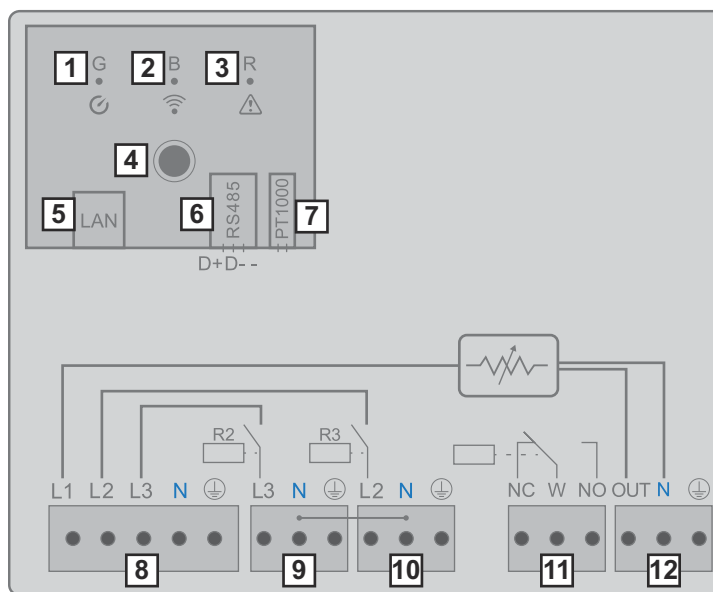 1 G 2 B 3 R
4
5 LAN 6 RS485 PT1000 7
D+D- -
R2 R3
L1 L2 L3 N L3 N L2 N NC W NO OUT N
8 9 10 11 12